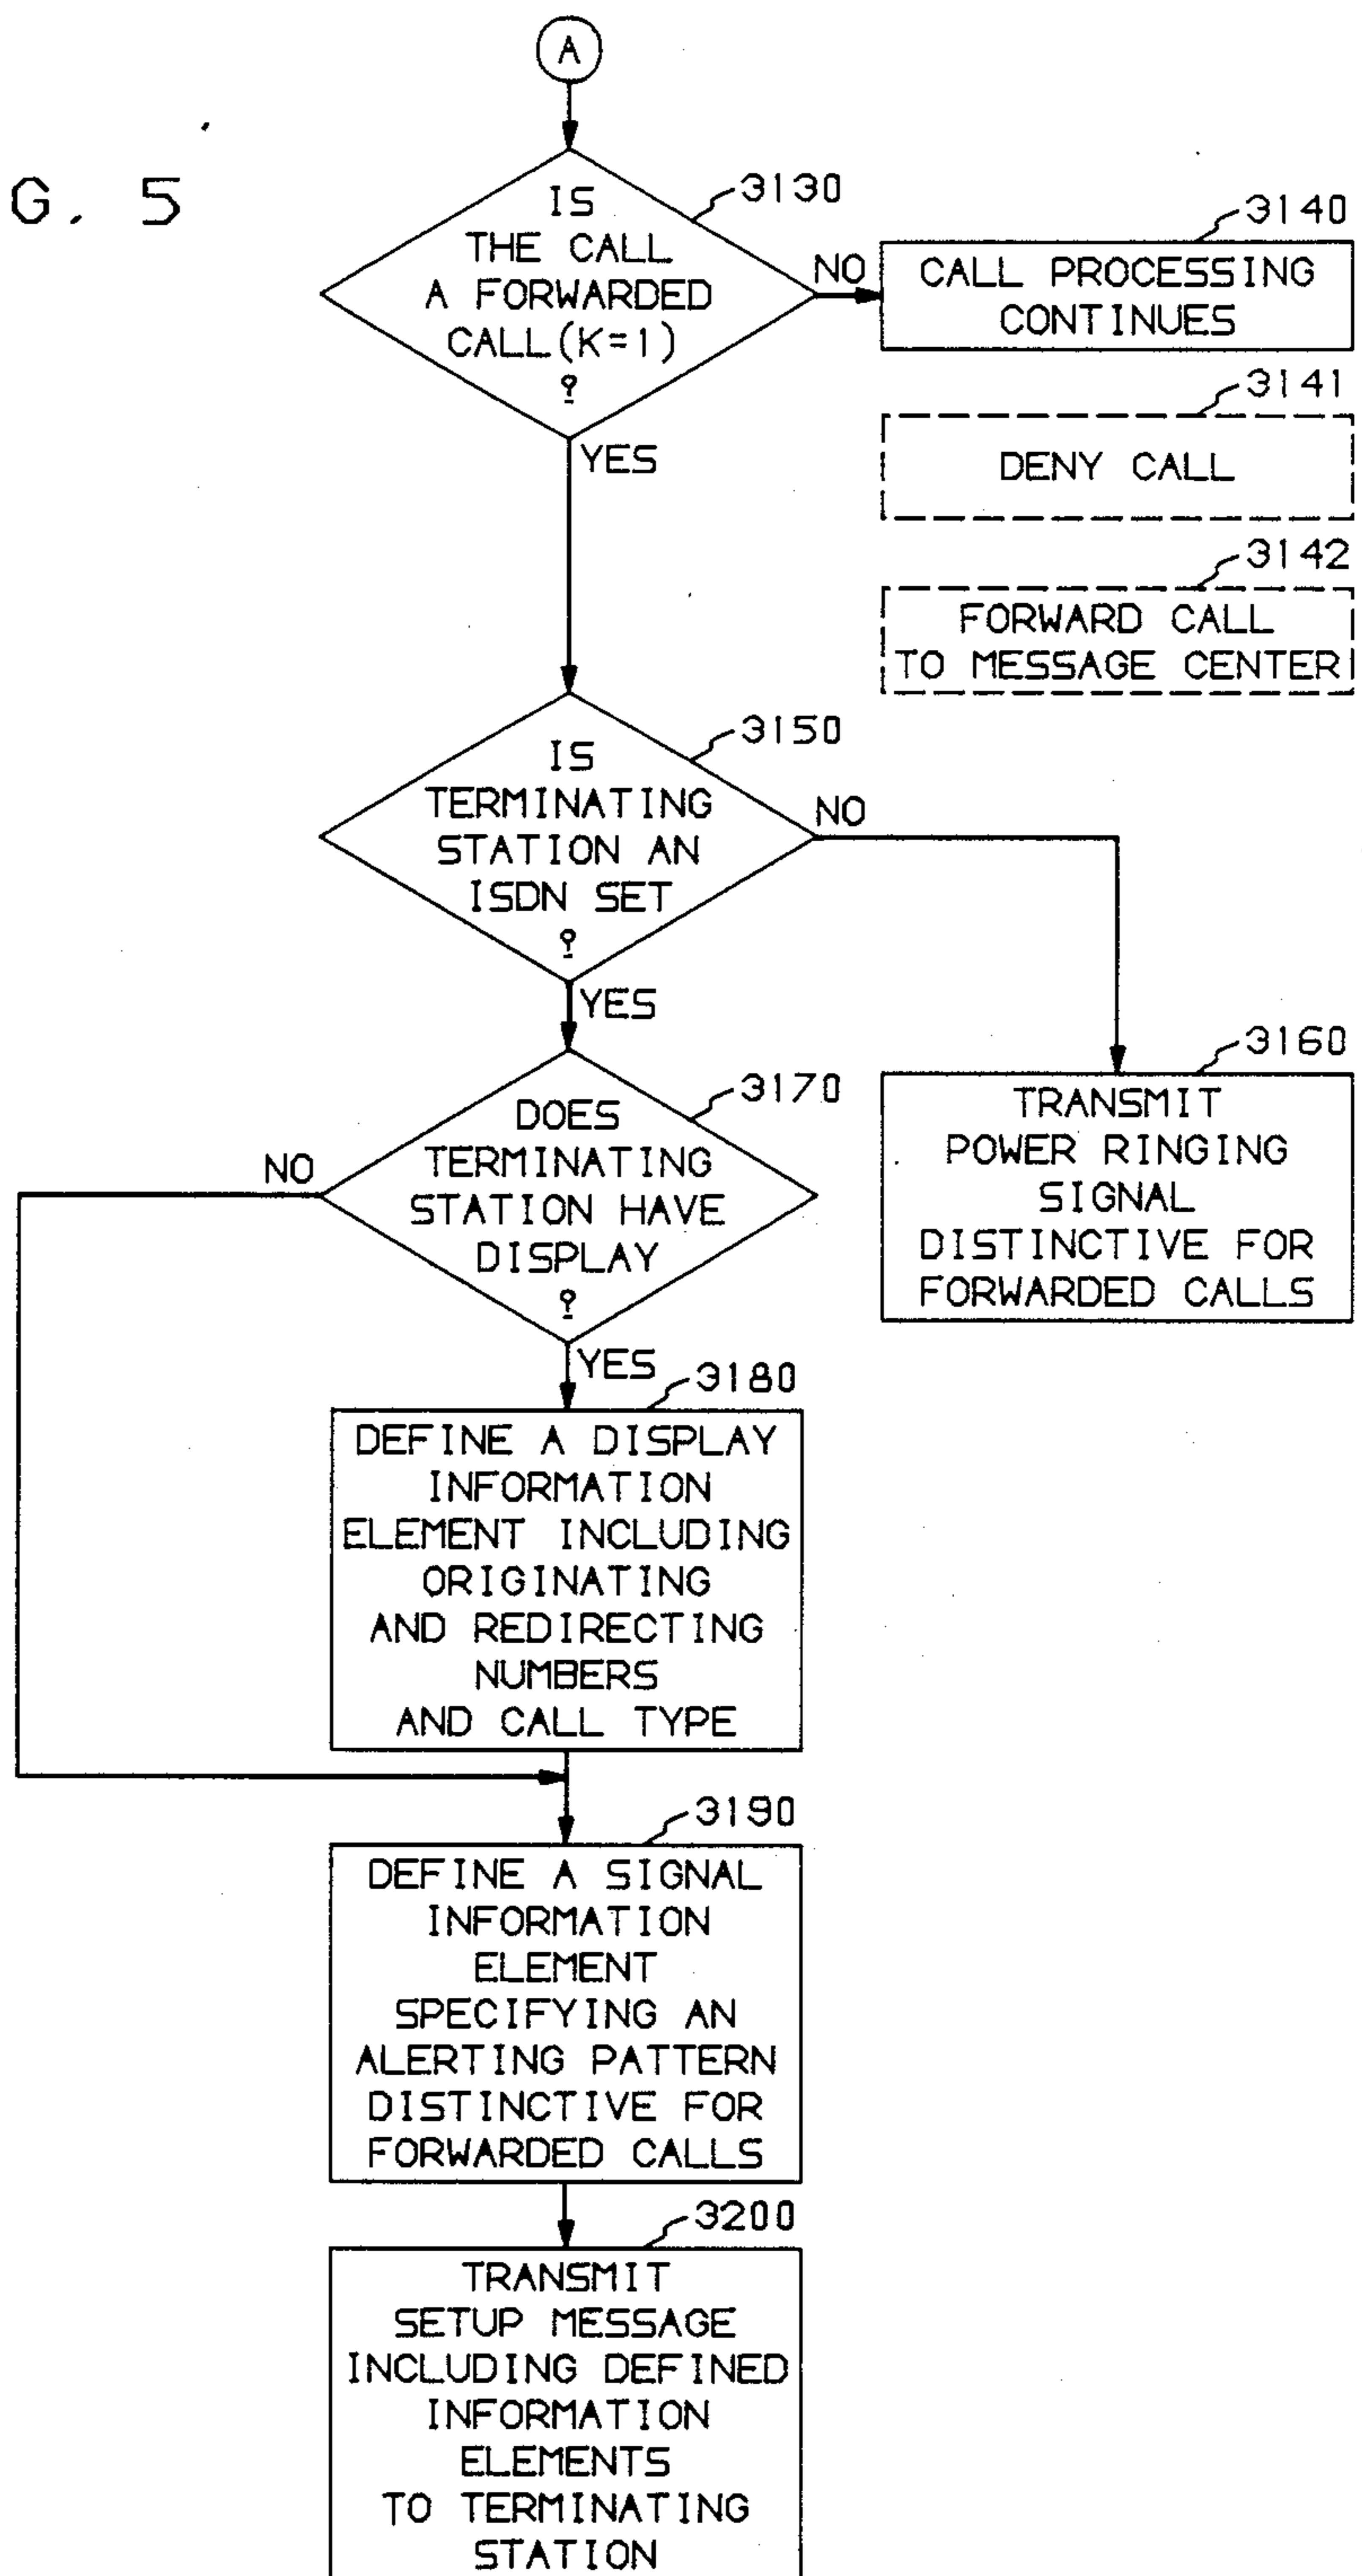 A
G. 5
3130
IS
THE CALL
A FORWARDED
CALL(K=1)
?
NO
YES
3140
CALL PROCESSING
CONTINUES
3141
DENY CALL
3142
FORWARD CALL
TO MESSAGE CENTER
3150
IS
TERMINATING
STATION AN
ISDN SET
?
NO
YES
3160
TRANSMIT
POWER RINGING
SIGNAL
DISTINCTIVE FOR
FORWARDED CALLS
3170
DOES
TERMINATING
STATION HAVE
DISPLAY
?
NO
YES
3180
DEFINE A DISPLAY
INFORMATION
ELEMENT INCLUDING
ORIGINATING
AND REDIRECTING
NUMBERS
AND CALL TYPE
3190
DEFINE A SIGNAL
INFORMATION
ELEMENT
SPECIFYING AN
ALERTING PATTERN
DISTINCTIVE FOR
FORWARDED CALLS
3200
TRANSMIT
SETUP MESSAGE
INCLUDING DEFINED
INFORMATION
ELEMENTS
TO TERMINATING
STATION